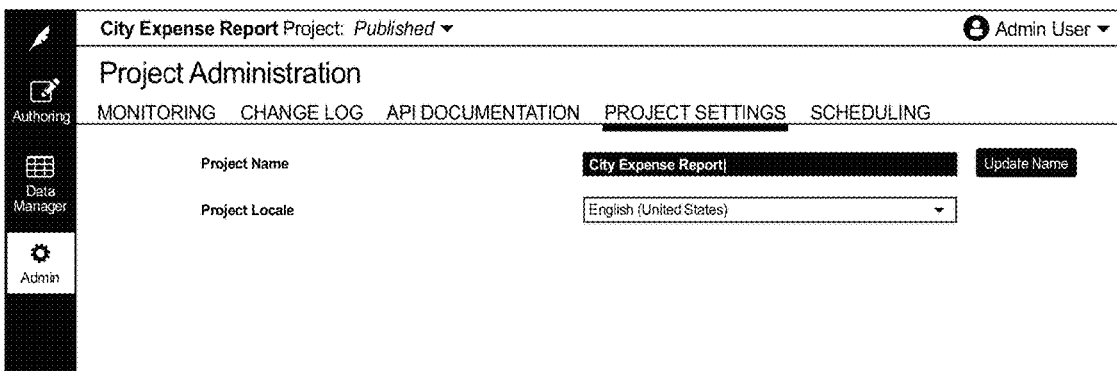 City Expense Report Project: Published
Admin User
Project Administration
Authoring
MONITORING CHANGE LOG API DOCUMENTATION PROJECT SETTINGS SCHEDULING
Project Name City Expense Report Update Name
Data
Manager
Project Locale English (United States)
Admin